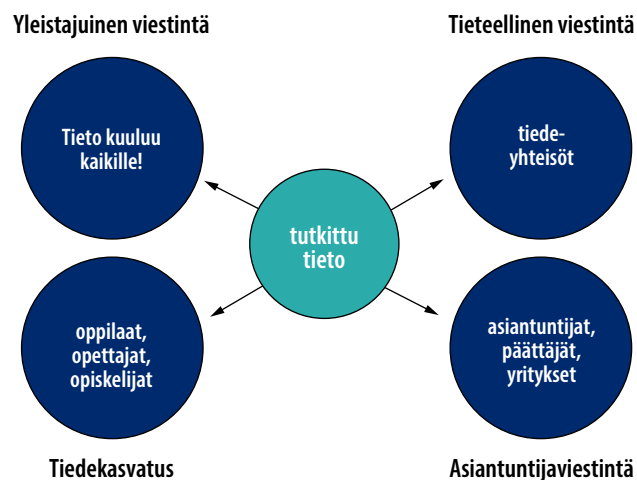 Yleistajuinen viestintä
Tieteellinen viestintä
Tieto kuuluu
kaikille!
tiede-
yhteisöt
tutkittu
tieto
oppilaat,
opettajat,
opiskelijat
asiantuntijat,
päättäjät,
yritykset
Tiedekasvatus
Asiantuntijaviestintä